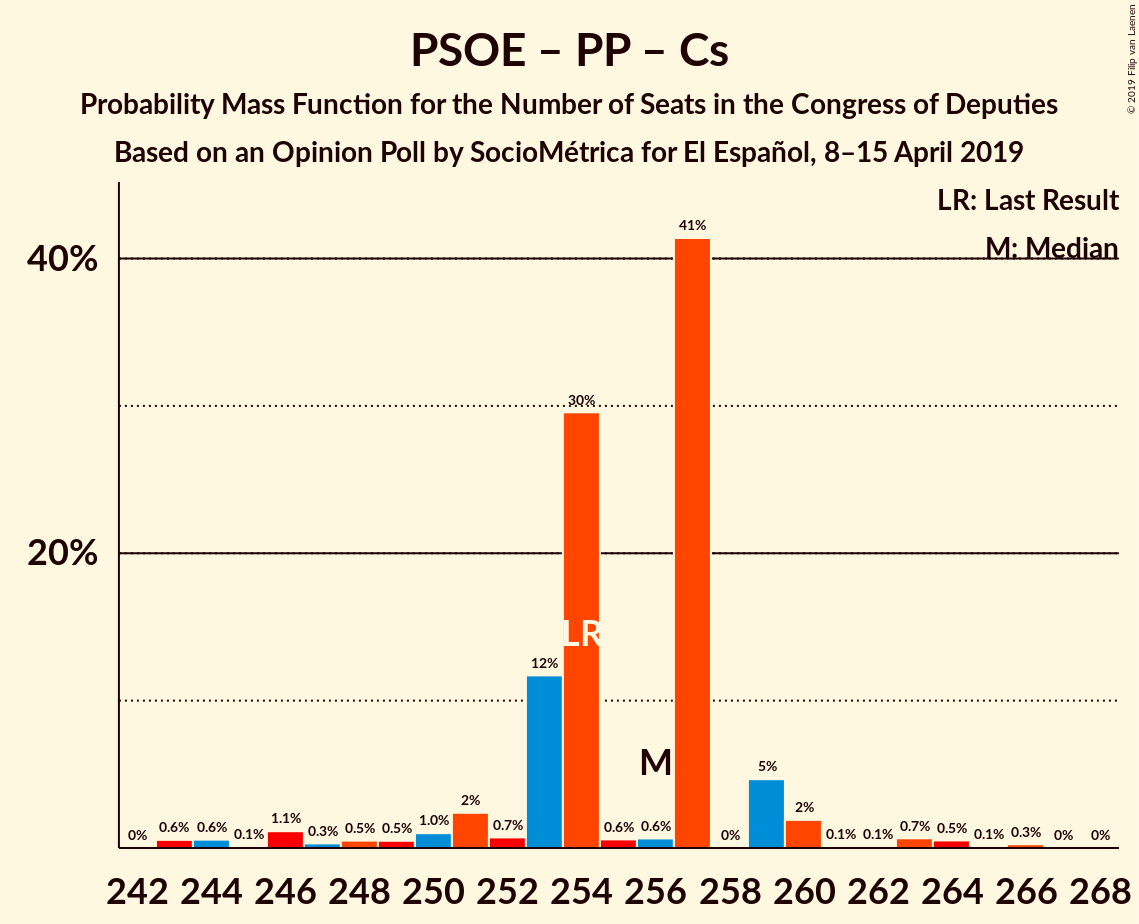 © 2019 Filip van Laenen
PSOE – PP – Cs
Probability Mass Function for the Number of Seats in the Congress of Deputies
Based on an Opinion Poll by SocioMétrica for El Español, 8–15 April 2019
LR: Last Result
M: Median
40%
20%
0% 0.6% 0.6% 0.1% 1.1% 0.3% 0.5% 0.5% 1.0% 2% 0.7% 12% 30% 0.6% 0.6% 41% 0% 5% 2% 0.1% 0.1% 0.7% 0.5% 0.1% 0.3% 0% 0%
LR
M
242 244 246 248 250 252 254 256 258 260 262 264 266 268